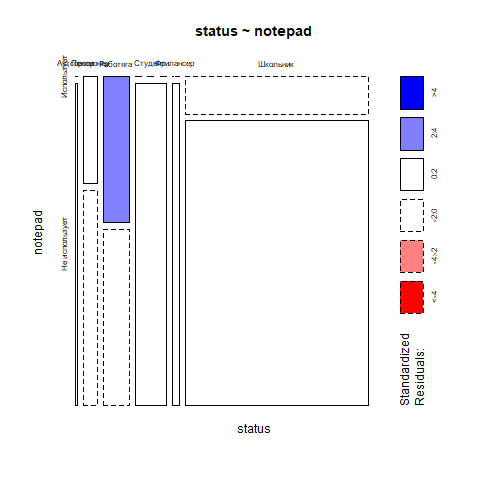 status ~ notepad
Работяга
Студент
Фрилансер
Школьник
Использует
Не использует
notepad
status
>4
2:4
0:2
-2:0
-4:-2
<-4
Standardized
Residuals: